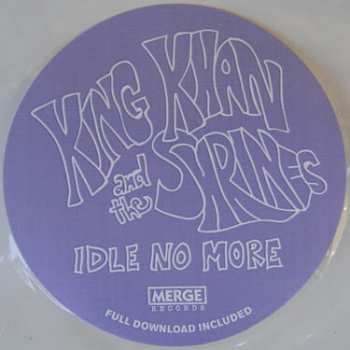 KING KHAN
and the SHRINES
IDLE NO MORE
MERGE
RECORDS
FULL DOWNLOAD INCLUDED